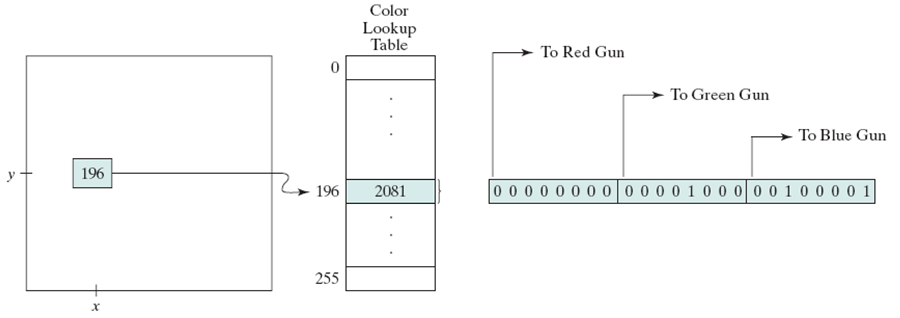 Color
Lookup
Table
0
To Red Gun
To Green Gun
To Blue Gun
y
196
196
2081
0 0 0 0 0 0 0 0 0 0 0 0 1 0 0 0 0 0 1 0 0 0 0 1
255
x